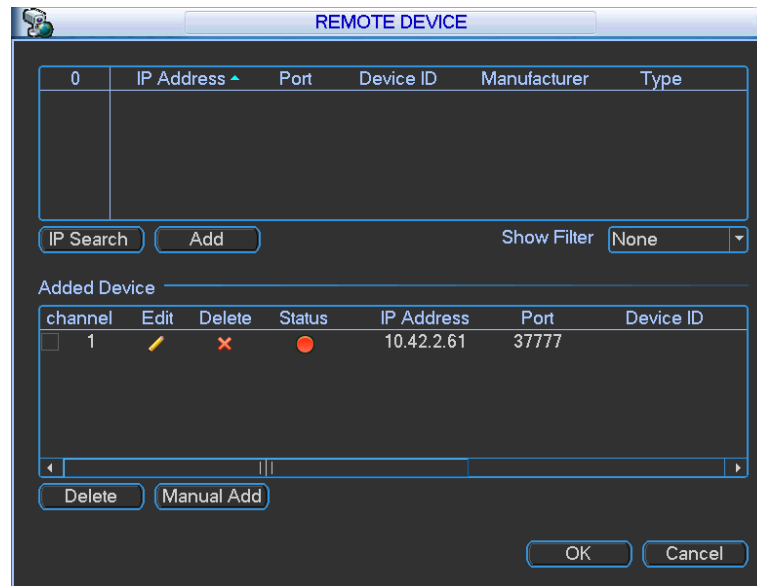 REMOTE DEVICE
0 IP Address Port Device ID Manufacturer Type
IP Search Add Show Filter None
Added Device
channel Edit Delete Status IP Address Port Device ID
1 10.42.2.61 37777
Delete Manual Add
OK Cancel